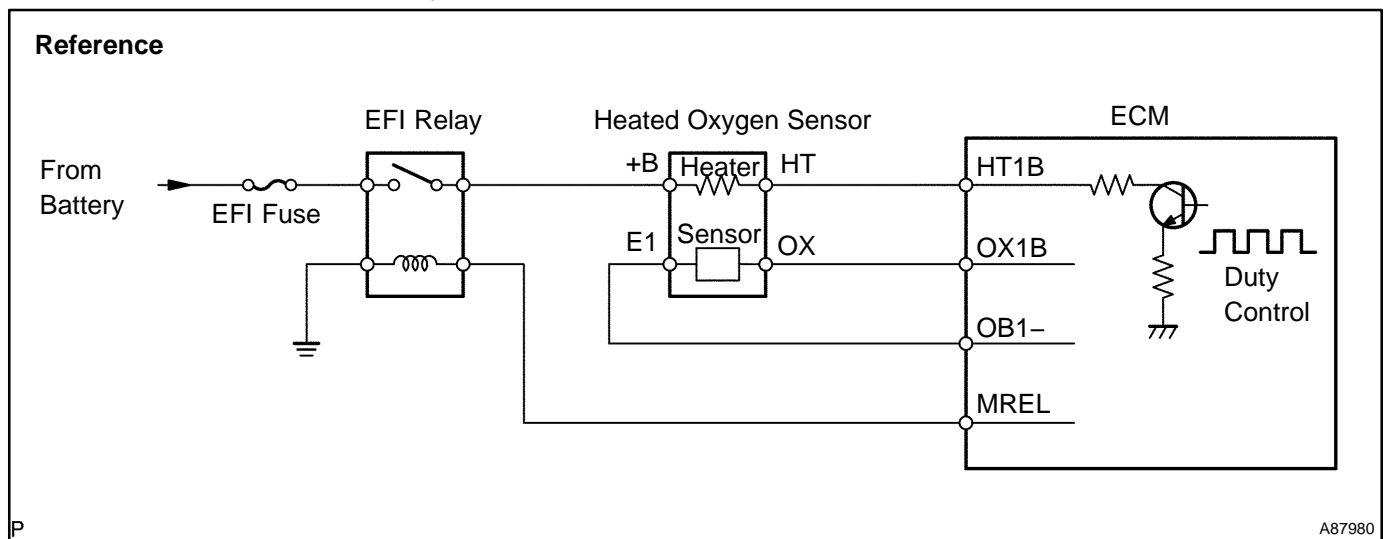 Reference
EFI Relay
Heated Oxygen Sensor
ECM
From
Battery
EFI Fuse
+B
Heater
HT
HT1B
E1
Sensor
OX
OX1B
Duty
Control
OB1−
MREL
P
A87980